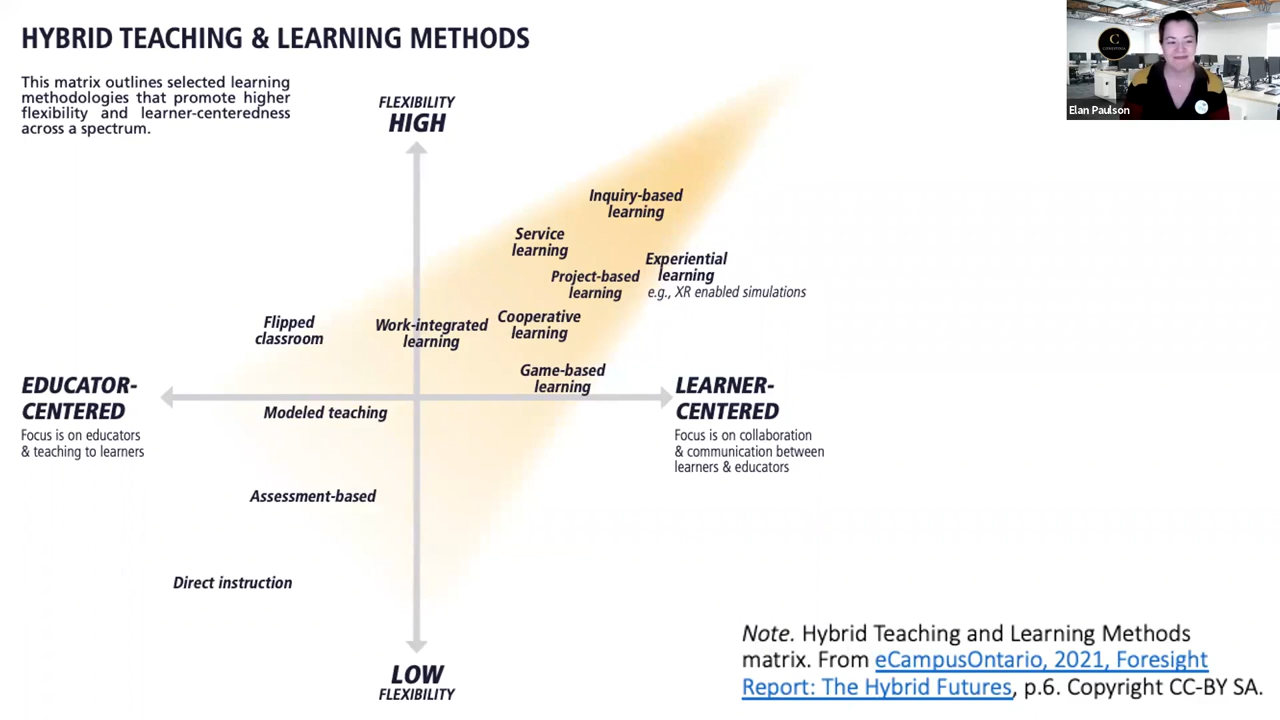 HYBRID TEACHING & LEARNING METHODS
This matrix outlines selected learning
methodologies that promote higher
flexibility and learner-centeredness
across a spectrum.
FLEXIBILITY
HIGH
Inquiry-based
learning
Service
learning
Experiential
learning
e.g., XR enabled simulations
Project-based
learning
Flipped
classroom
Work-integrated
learning
Cooperative
learning
Game-based
learning
EDUCATOR-
CENTERED
Focus is on educators
& teaching to learners
LEARNER-
CENTERED
Focus is on collaboration
& communication between
learners & educators
Modeled teaching
Assessment-based
Direct instruction
LOW
FLEXIBILITY
Note. Hybrid Teaching and Learning Methods
matrix. From eCampusOntario, 2021, Foresight
Report: The Hybrid Futures, p.6. Copyright CC-BY SA.
C
Elan Paulson